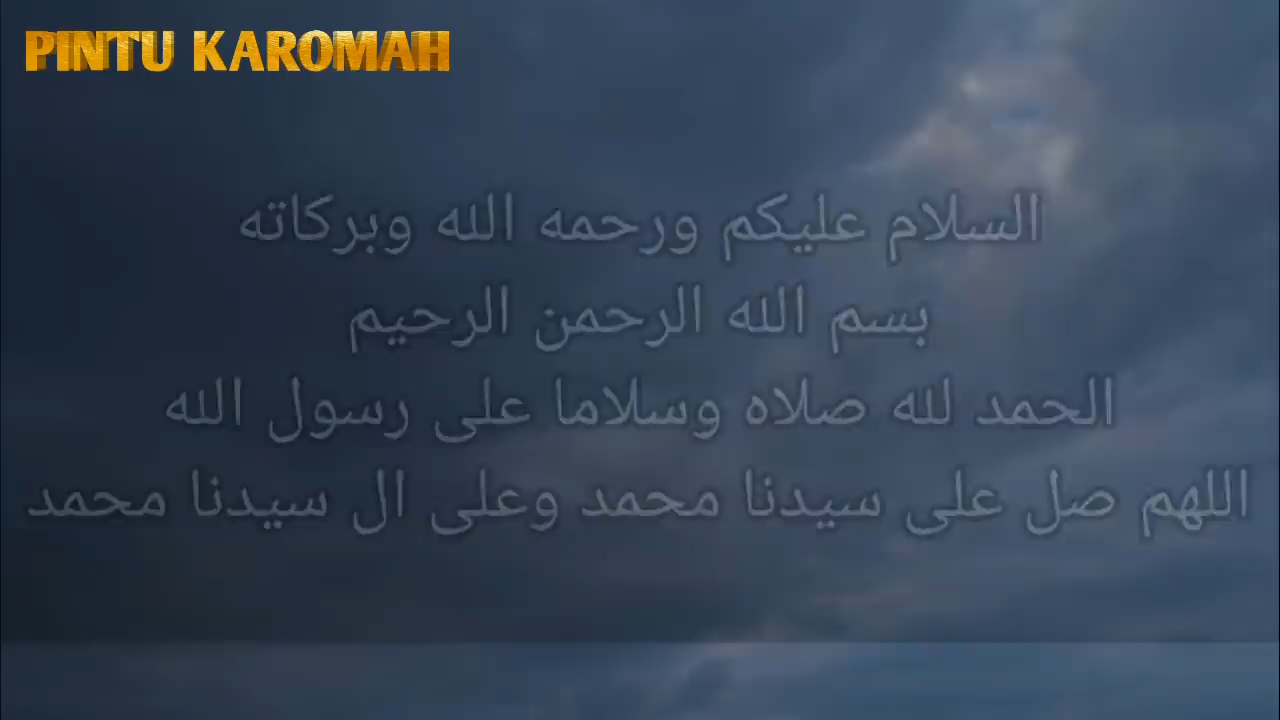 PINTU KAROMAH
السلام عليكم ورحمه الله وبركاته
بسم الله الرحمن الرحيم
الحمد لله صلاه وسلاما على رسول الله
اللهم صل على سيدنا محمد وعلى ال سيدنا محمد